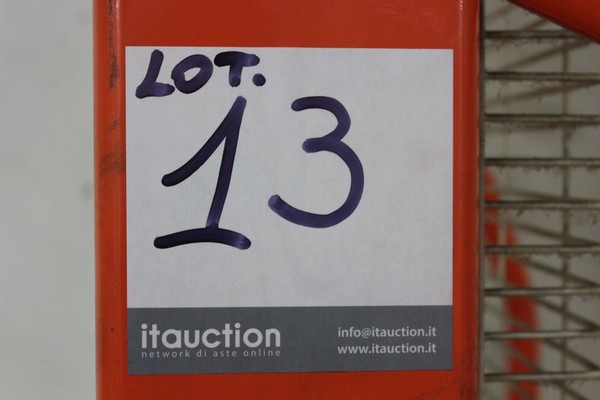 LOT.
13
itauction
network di aste online
info@itauction.it
www.itauction.it